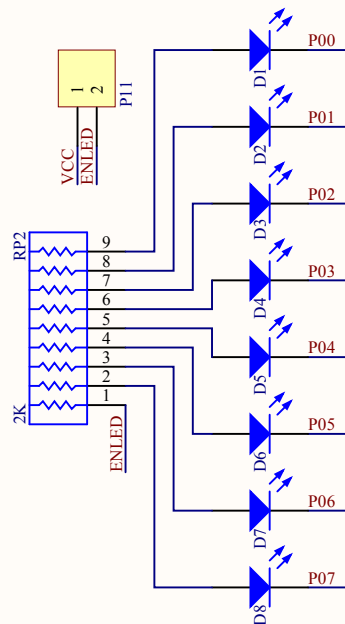 P00
D1
1
2
P11
VCC
ENLED
P01
D2
P02
D3
RP2
9
8
7
6
5
4
3
2
1
2K
ENLED
P03
D4
P04
D5
P05
D6
P06
D7
P07
D8